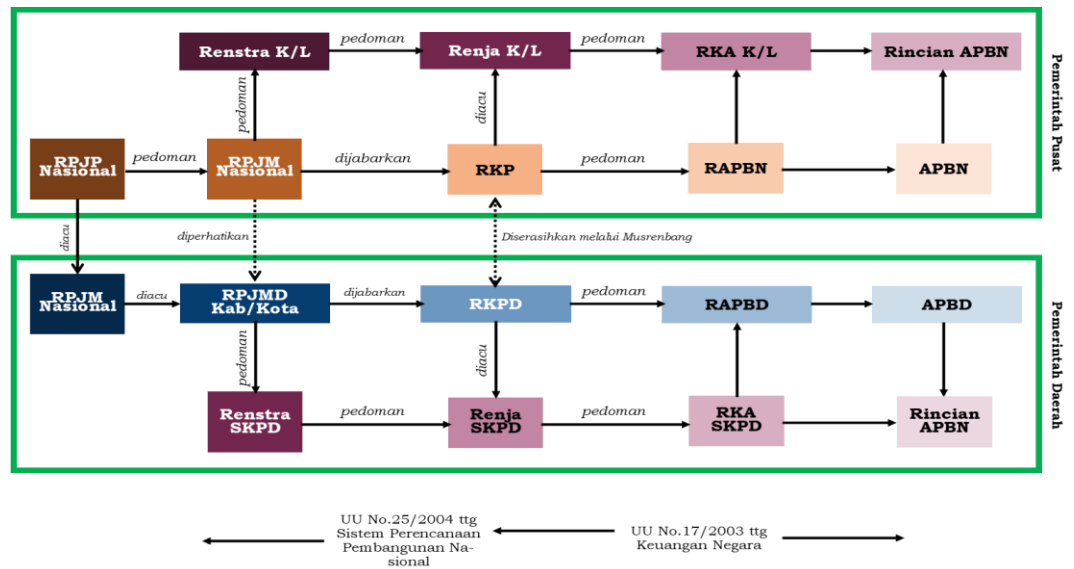 pedoman
pedoman
Renstra K/L
Renja K/L
RKA K/L
Rincian APBN
pedoman
diacu
Pemerintah Pusat
RPJP
Nasional
pedoman
RPJM
Nasional
dijabarkan
RKP
pedoman
RAPBN
APBN
diacu
diperhatikan
Diserasihkan melalui Musrenbang
RPJM
Nasional
diacu
RPJMD
Kab/Kota
dijabarkan
RKPD
pedoman
RAPBD
APBD
pedoman
diacu
Pemerintah Daerah
Renstra
SKPD
pedoman
Renja
SKPD
pedoman
RKA
SKPD
Rincian
APBN
UU No.25/2004 ttg
Sistem Perencanaan
Pembangunan Na-
sional
UU No.17/2003 ttg
Keuangan Negara